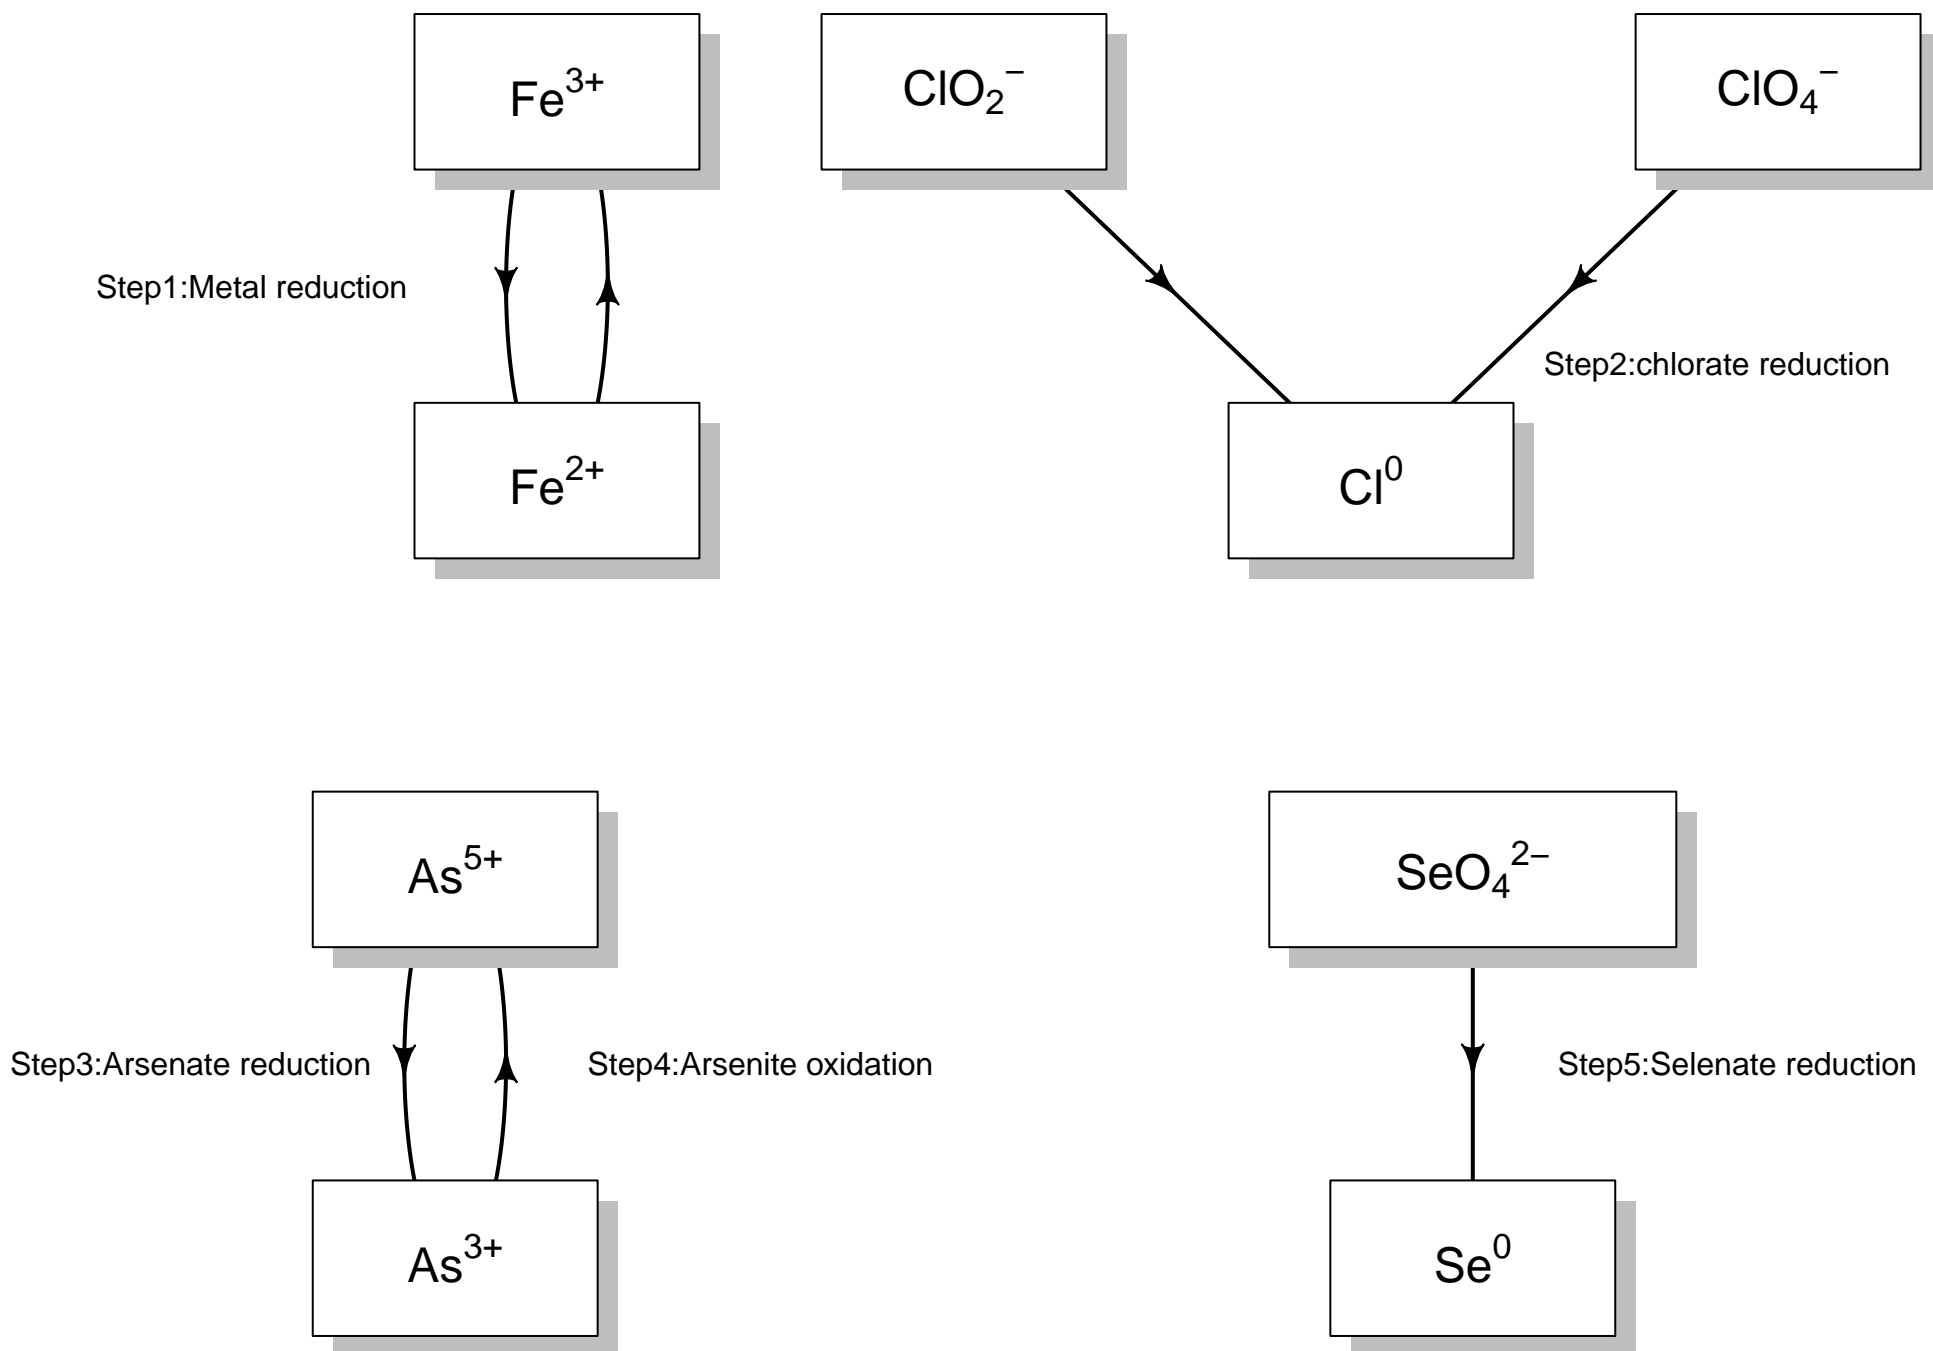 Fe³⁺
ClO₂⁻
ClO₄⁻
Step1:Metal reduction
Step2:chlorate reduction
Fe²⁺
Cl⁰
As⁵⁺
SeO₄²⁻
Step3:Arsenate reduction
Step4:Arsenite oxidation
Step5:Selenate reduction
As³⁺
Se⁰